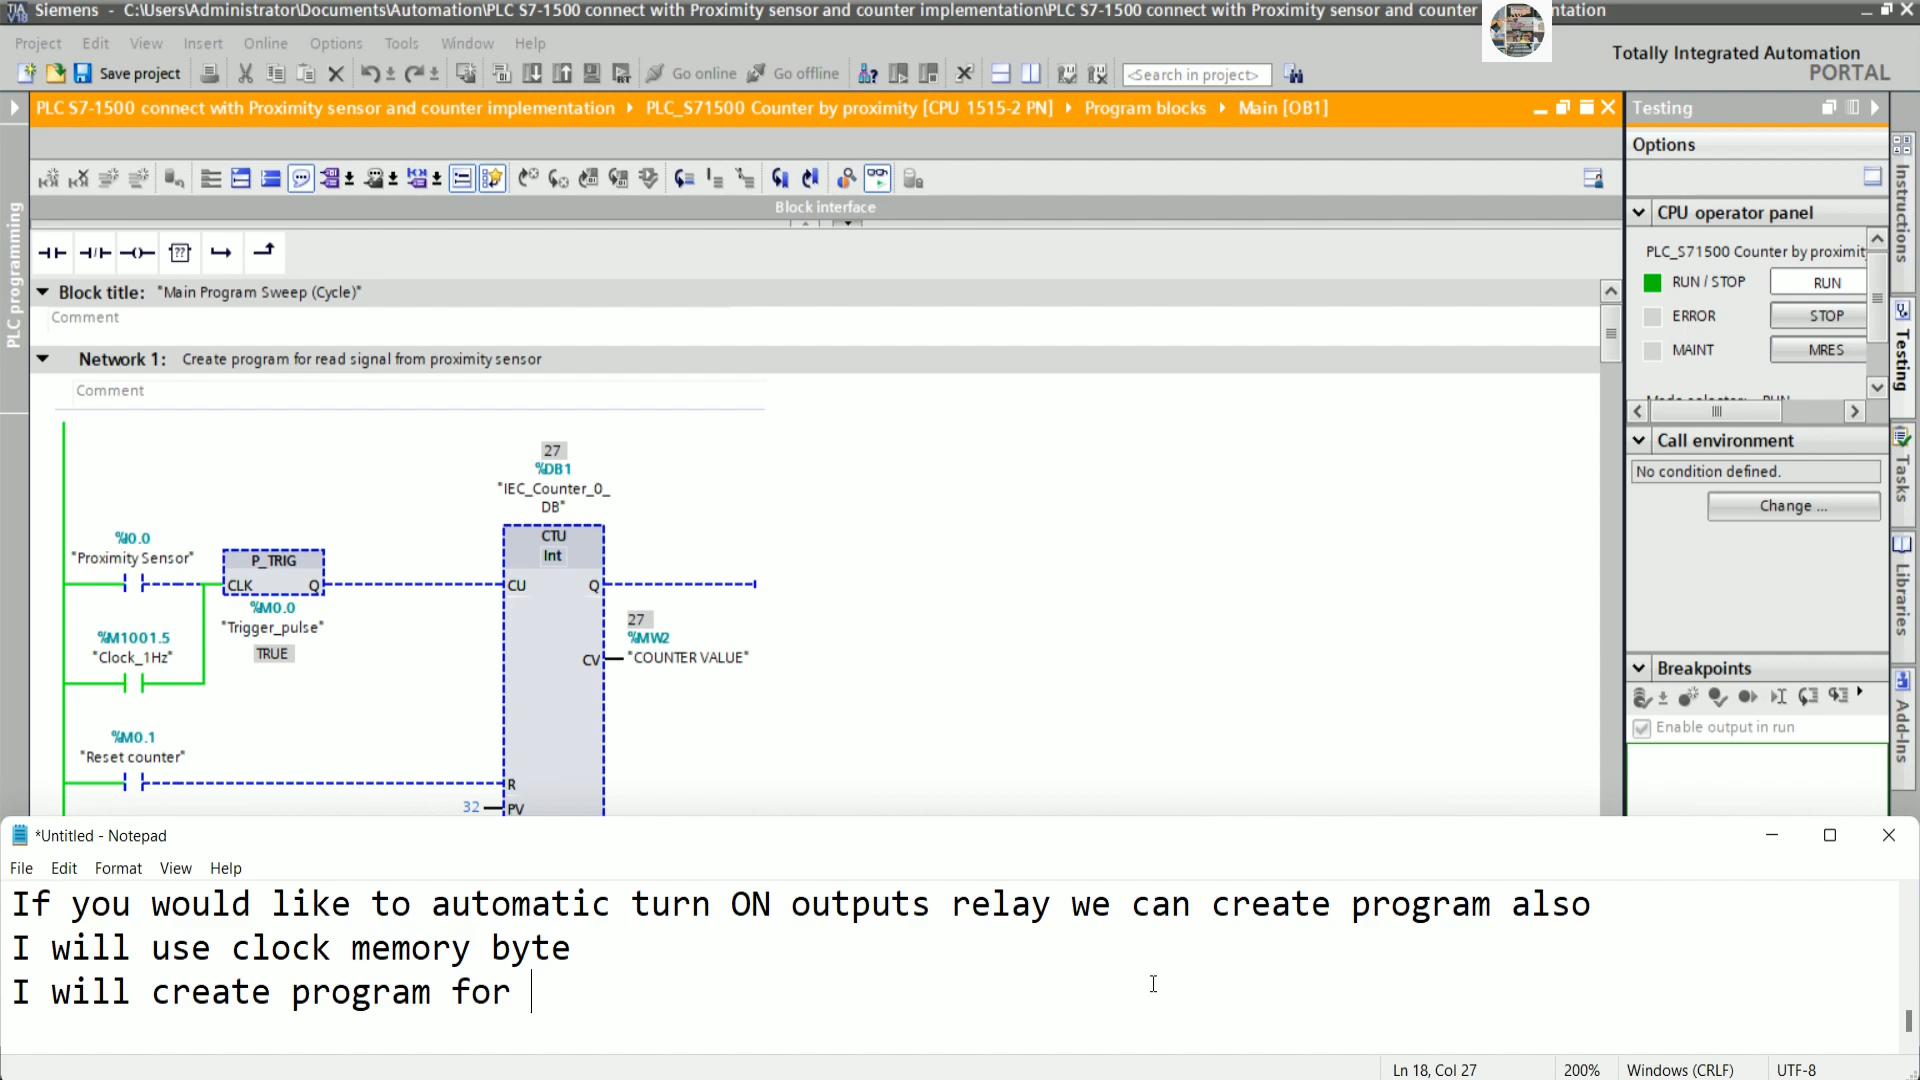 Siemens - C:\Users\Administrator\Documents\Automation\PLC S7-1500 connect with Proximity sensor and counter implementation\PLC S7-1500 connect with Proximity sensor and counter
Project Edit View Insert Online Options Tools Window Help
Totally Integrated Automation
PORTAL
Save project
Go online
Go offline
<Search in project>
PLC S7-1500 connect with Proximity sensor and counter implementation
PLC_S71500 Counter by proximity [CPU 1515-2 PN]
Program blocks
Main [OB1]
Testing
Options
PLC programming
Block interface
CPU operator panel
PLC_S71500 Counter by proximit
RUN / STOP
RUN
ERROR
STOP
MAINT
MRES
Call environment
No condition defined.
Change ...
Breakpoints
Enable output in run
Instructions
Testing
Tasks
Libraries
Add-Ins
Block title: "Main Program Sweep (Cycle)"
Comment
Network 1: Create program for read signal from proximity sensor
Comment
27
%DB1
"IEC_Counter_0_
DB"
CTU
Int
%I0.0
"Proximity Sensor"
P_TRIG
CLK Q
%M0.0
"Trigger_pulse"
TRUE
CU Q
27
%MW2
CV
"COUNTER VALUE"
%M1001.5
"Clock_1Hz"
%M0.1
"Reset counter"
R
32 PV
*Untitled - Notepad
File Edit Format View Help
If you would like to automatic turn ON outputs relay we can create program also
I will use clock memory byte
I will create program for
Ln 18, Col 27
200%
Windows (CRLF)
UTF-8